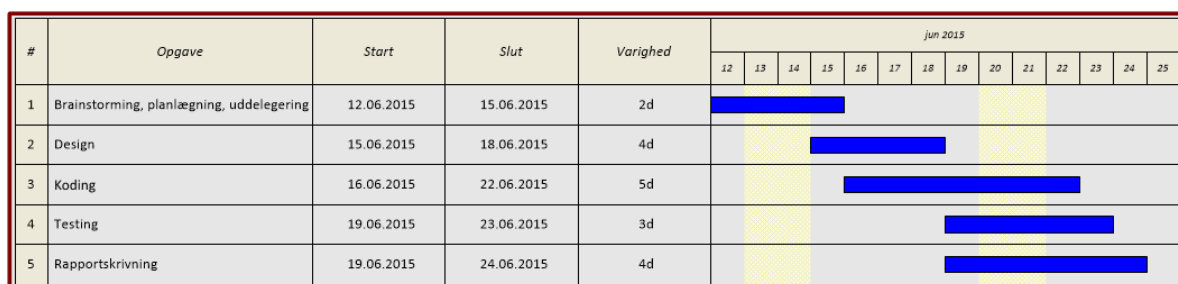 # Opgave Start Slut Varighed jun 2015
12 13 14 15 16 17 18 19 20 21 22 23 24 25
1 Brainstorming, planlægning, uddelegering 12.06.2015 15.06.2015 2d
2 Design 15.06.2015 18.06.2015 4d
3 Koding 16.06.2015 22.06.2015 5d
4 Testing 19.06.2015 23.06.2015 3d
5 Rapportskrivning 19.06.2015 24.06.2015 4d